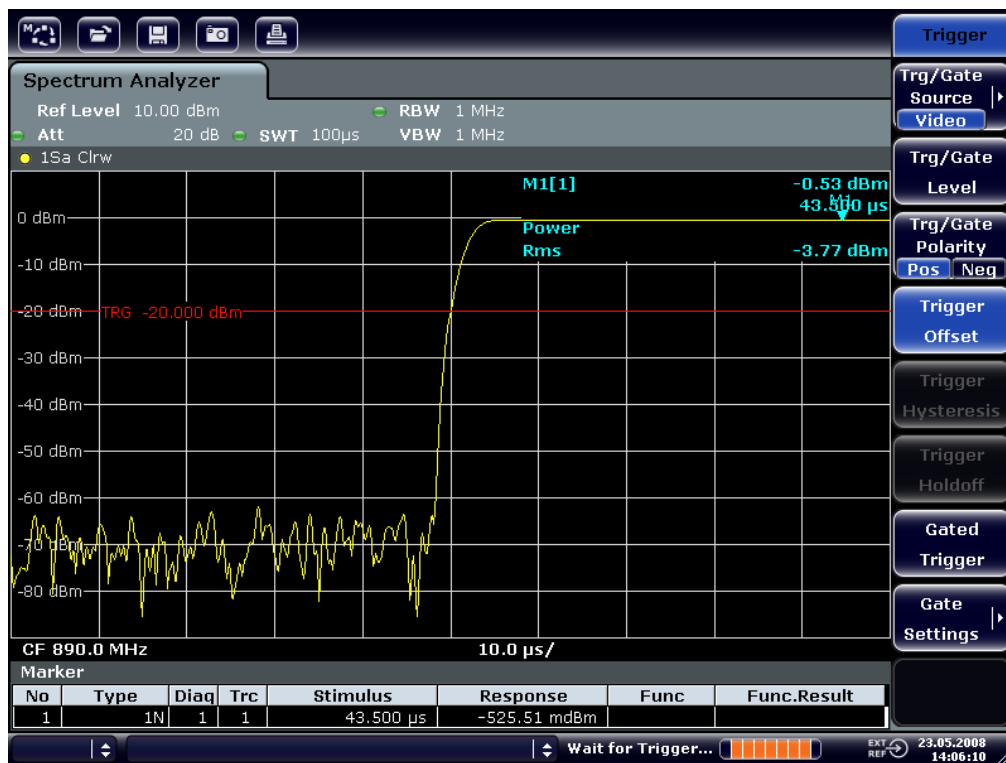 Spectrum Analyzer
Ref Level 10.00 dBm RBW 1 MHz
Att 20 dB SWT 100µs VBW 1 MHz
1Sa Clrw
M1[1] -0.53 dBm
43.500 µs
M1
Power
Rms -3.77 dBm
0 dBm
-10 dBm
-20 dBm
TRG -20.000 dBm
-30 dBm
-40 dBm
-50 dBm
-60 dBm
-70 dBm
-80 dBm
CF 890.0 MHz 10.0 µs/
Marker
No Type Diag Trc Stimulus Response Func Func.Result
1 1N 1 1 43.500 µs -525.51 mdBm
Wait for Trigger...
EXT REF
23.05.2008
14:06:10
Trigger
Trg/Gate
Source
Video
Trg/Gate
Level
Trg/Gate
Polarity
Pos Neg
Trigger
Offset
Trigger
Hysteresis
Trigger
Holdoff
Gated
Trigger
Gate
Settings
M